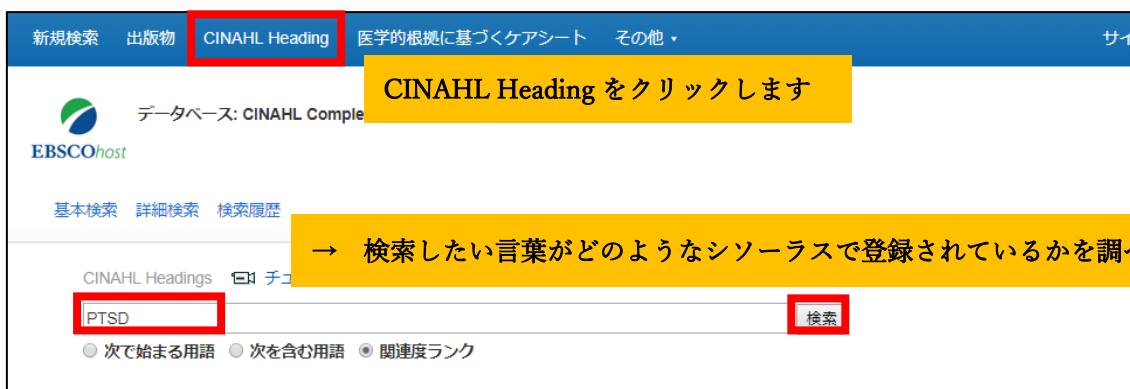 新規検索 出版物 CINAHL Heading 医学的根拠に基づくケアシート その他 サイ
CINAHL Heading をクリックします
データベース: CINAHL Comple
EBSCOhost
基本検索 詳細検索 検索履歴
→ 検索したい言葉がどのようなシソーラスで登録されているかを調べ
CINAHL Headings チュ
PTSD 検索
次で始まる用語 次を含む用語 関連度ランク